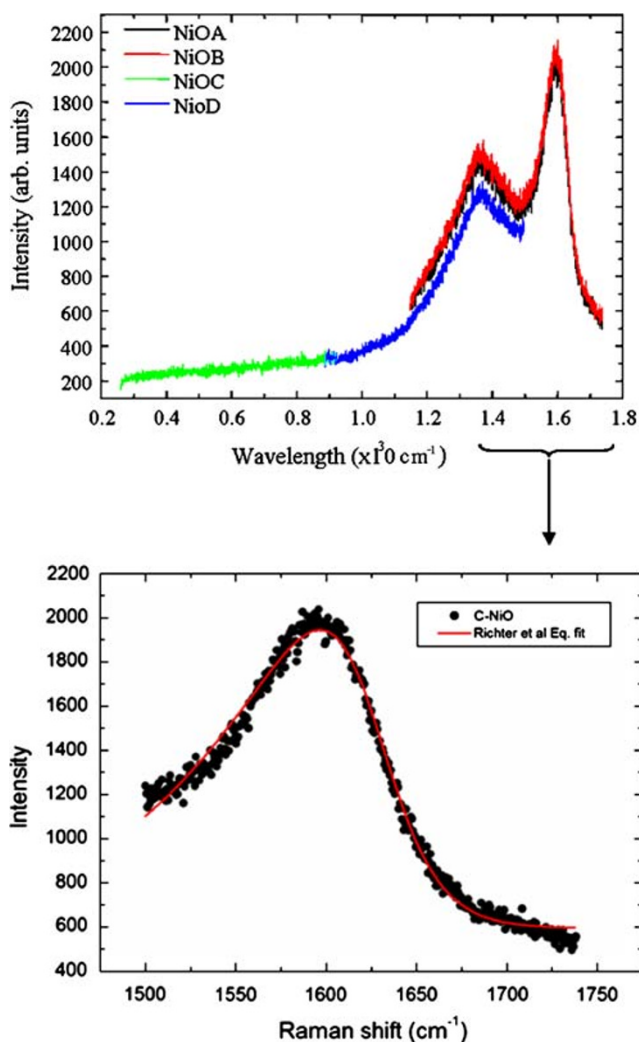 2200
2000
1800
1600
1400
1200
1000
800
600
400
200
Intensity (arb. units)
NiOA
NiOB
NiOC
NioD
0.2 0.4 0.6 0.8 1.0 1.2 1.4 1.6 1.8
Wavelength (x1³0 cm⁻¹)
2200
2000
1800
1600
1400
1200
1000
800
600
400
Intensity
C-NiO
Richter et al Eq. fit
1500 1550 1600 1650 1700 1750
Raman shift (cm⁻¹)